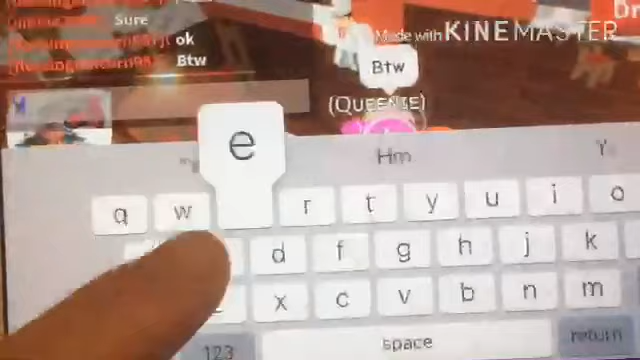 Sure
ok
Btw
Made with KINEMASTER
Btw
(QUEENIE)
e
Hm
Y
q w r t y u i o
d f g h j k
x c v b n m
123 space return